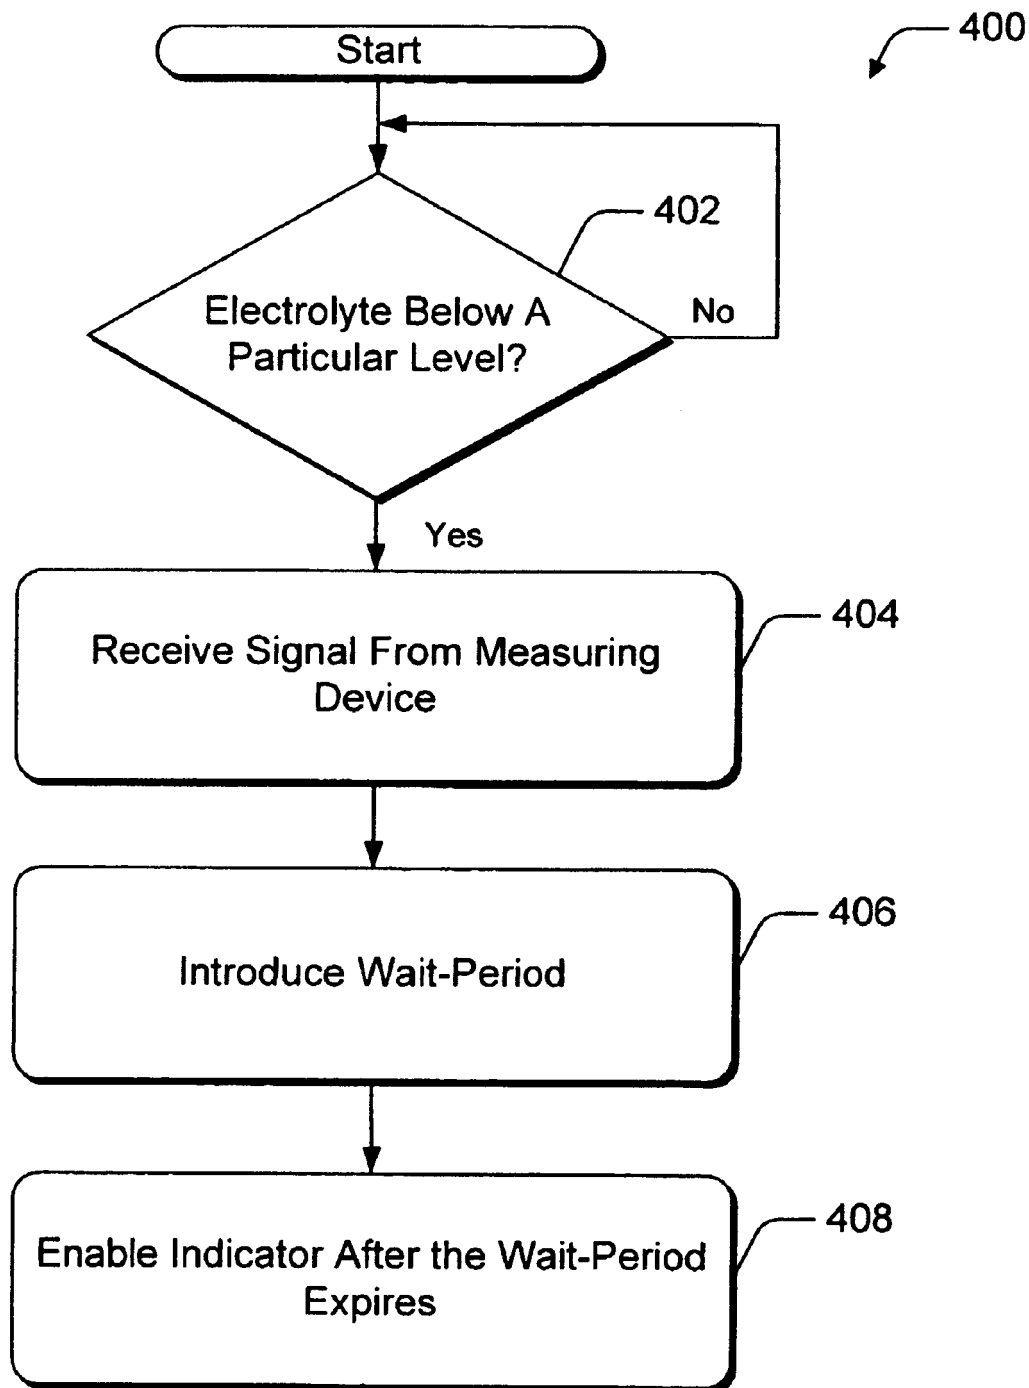 400
Start
402
Electrolyte Below A
Particular Level?
No
Yes
404
Receive Signal From Measuring
Device
406
Introduce Wait-Period
408
Enable Indicator After the Wait-Period
Expires